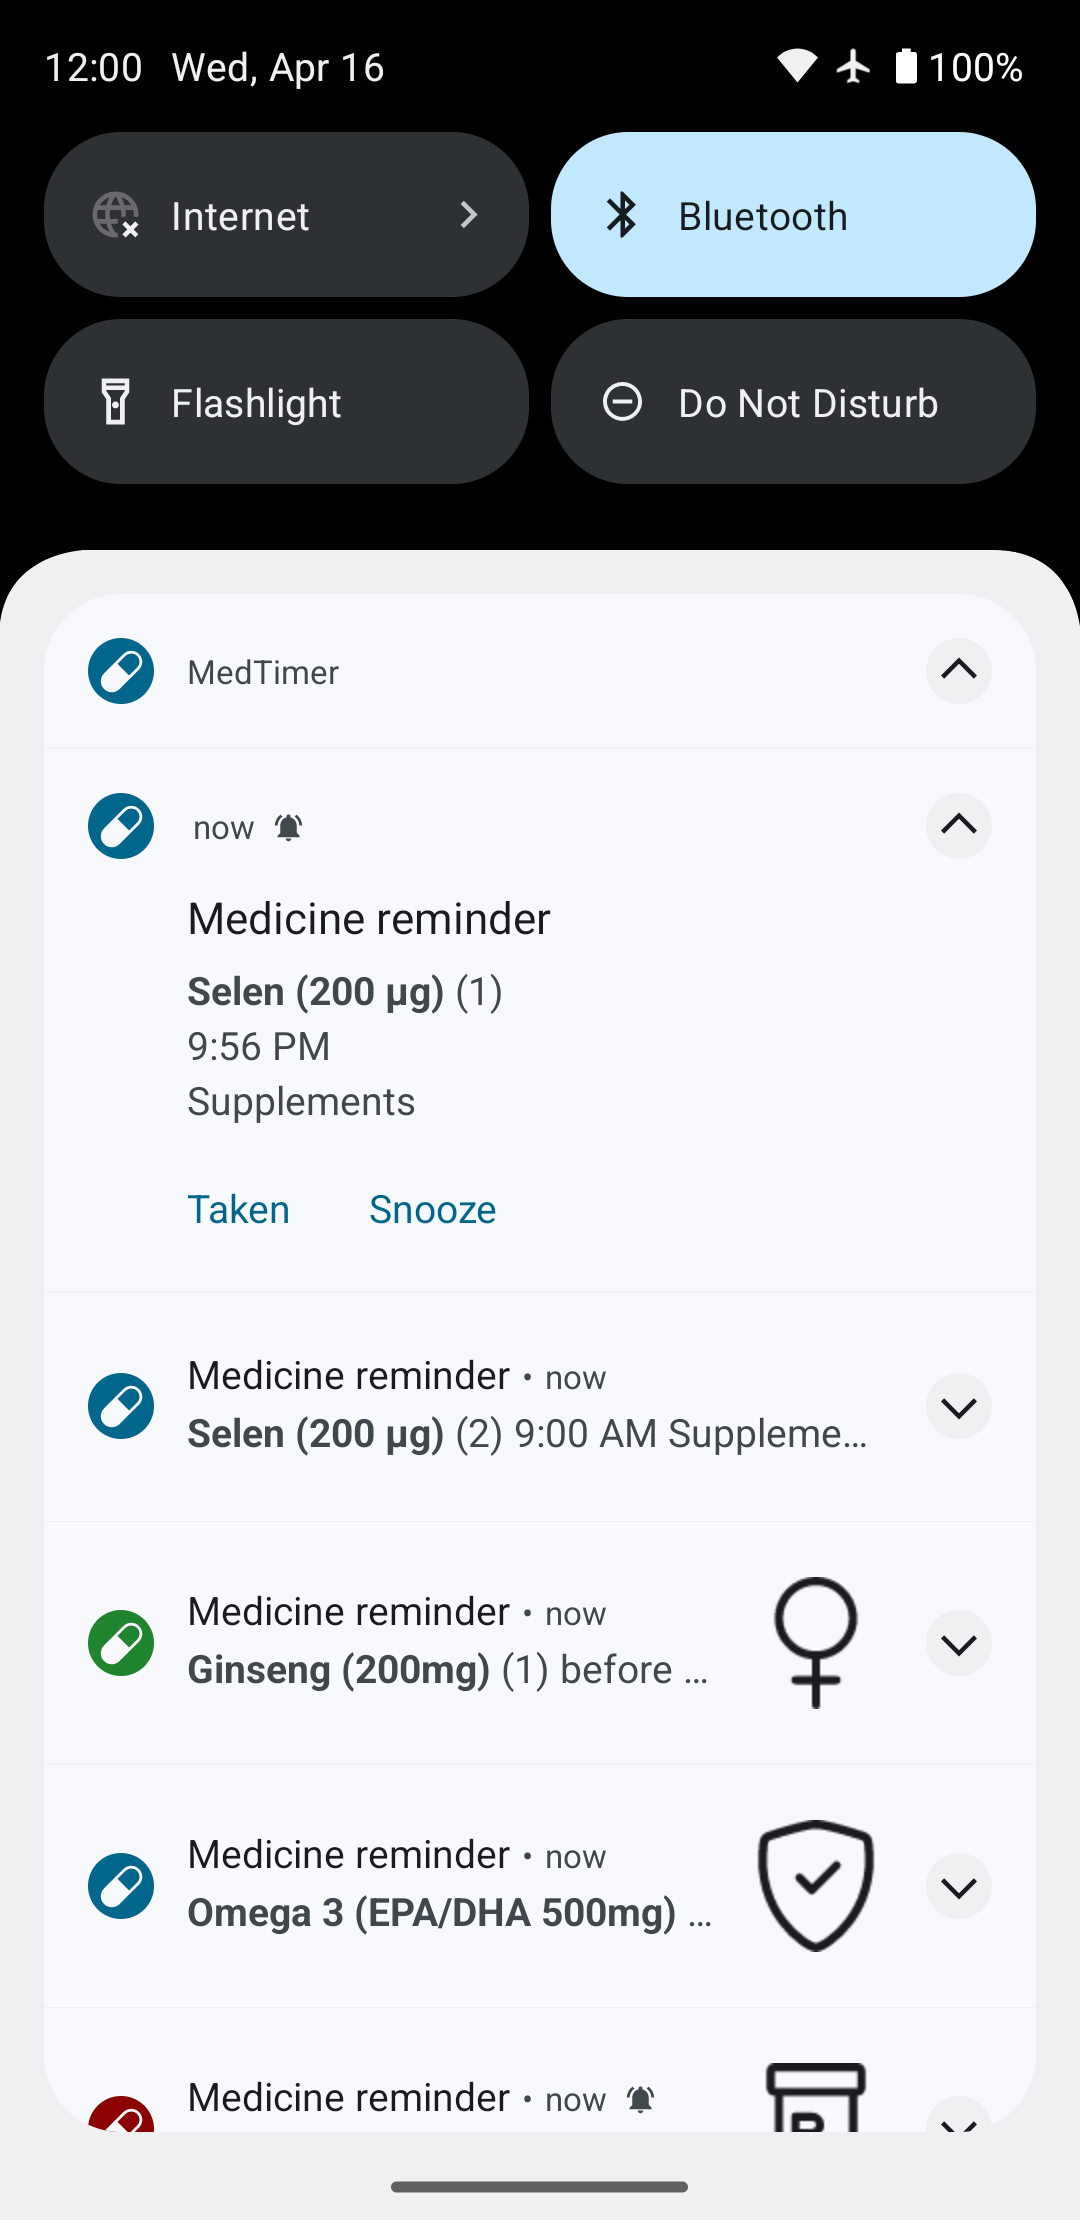 12:00 Wed, Apr 16 100%
Internet
Bluetooth
Flashlight
Do Not Disturb
MedTimer
now
Medicine reminder
Selen (200 µg) (1)
9:56 PM
Supplements
Taken Snooze
Medicine reminder • now
Selen (200 µg) (2) 9:00 AM Suppleme…
Medicine reminder • now
Ginseng (200mg) (1) before …
Medicine reminder • now
Omega 3 (EPA/DHA 500mg) …
Medicine reminder • now